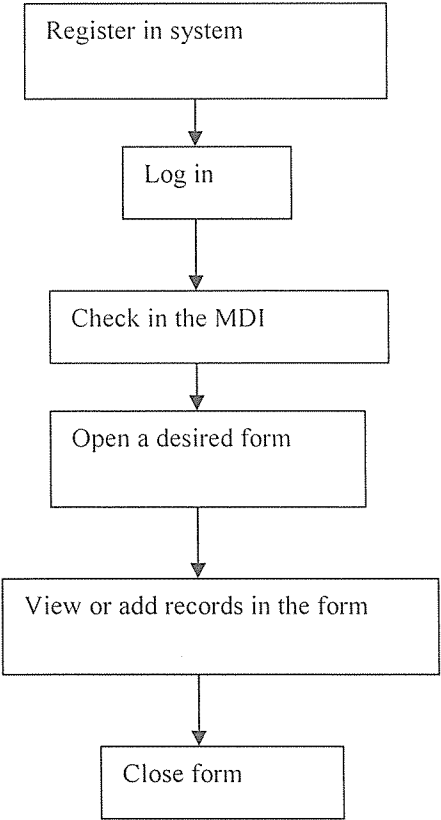 Register in system
Log in
Check in the MDI
Open a desired form
View or add records in the form
Close form